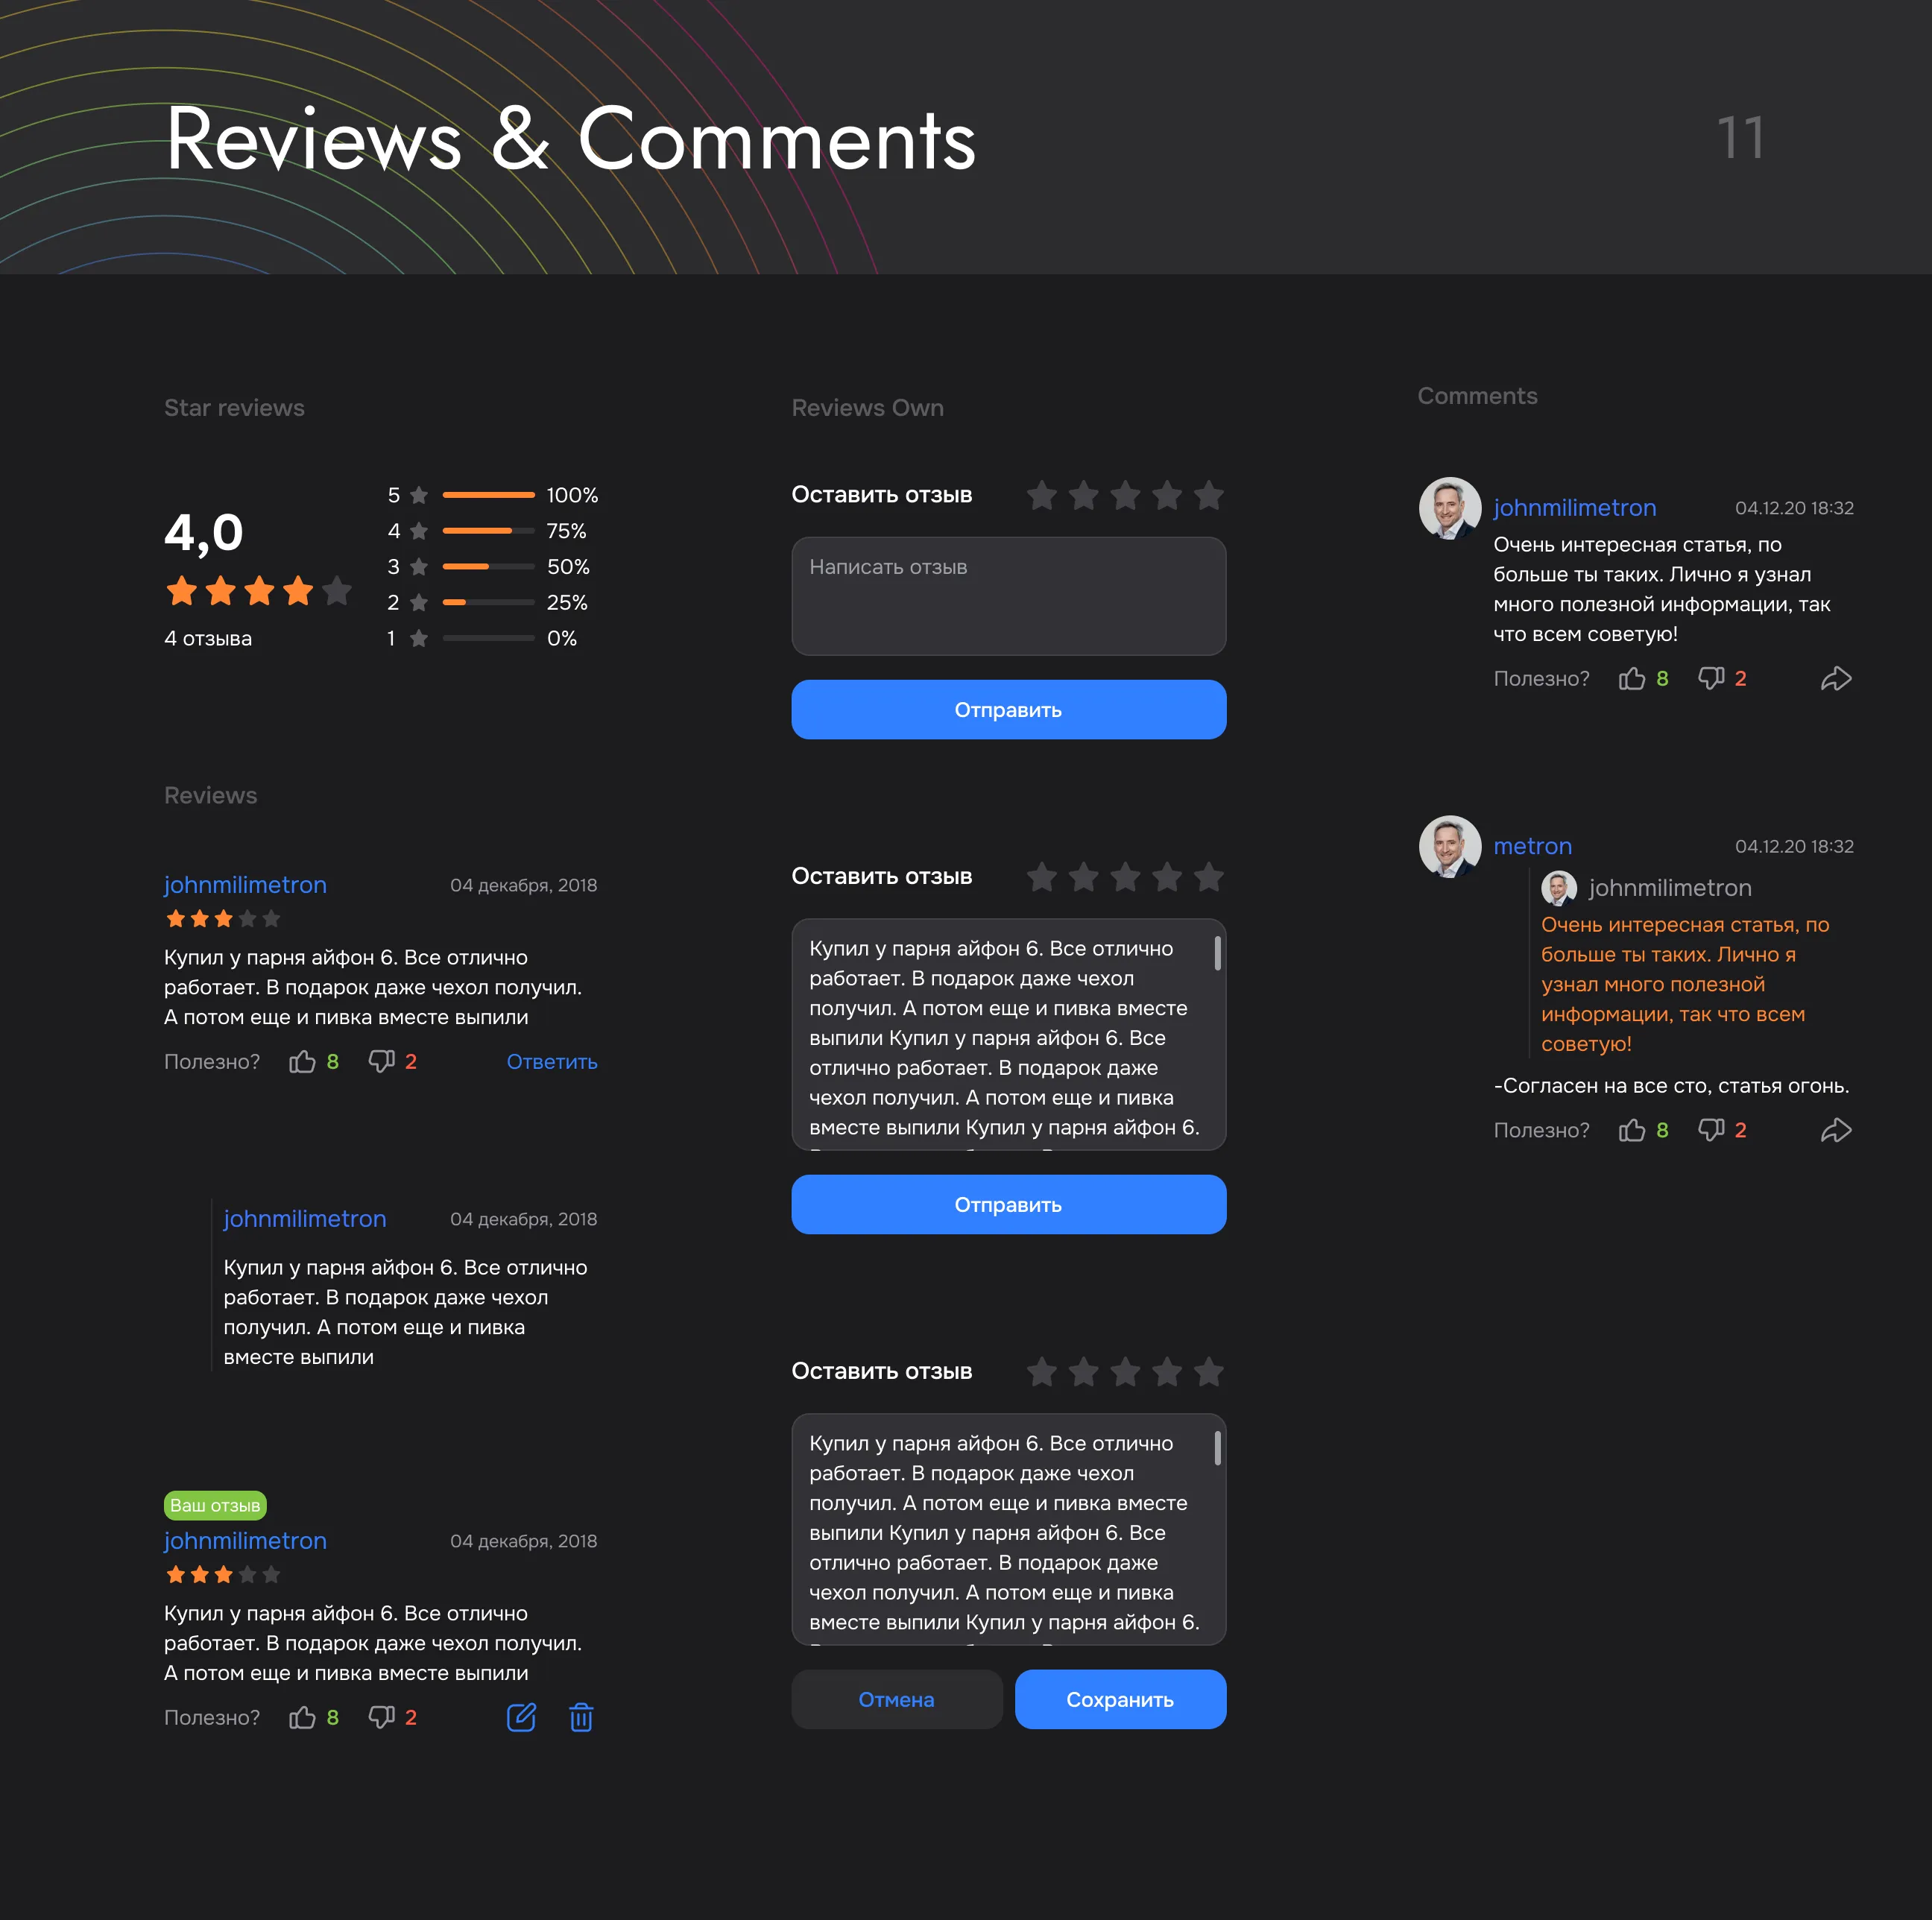 Reviews & Comments
11
Star reviews
4,0
4 отзыва
5 100%
4 75%
3 50%
2 25%
1 0%
Reviews
johnmilimetron 04 декабря, 2018
Купил у парня айфон 6. Все отлично
работает. В подарок даже чехол получил.
А потом еще и пивка вместе выпили
Полезно? 8 2 Ответить
johnmilimetron 04 декабря, 2018
Купил у парня айфон 6. Все отлично
работает. В подарок даже чехол
получил. А потом еще и пивка
вместе выпили
Ваш отзыв
johnmilimetron 04 декабря, 2018
Купил у парня айфон 6. Все отлично
работает. В подарок даже чехол получил.
А потом еще и пивка вместе выпили
Полезно? 8 2
Reviews Own
Оставить отзыв
Написать отзыв
Отправить
Оставить отзыв
Купил у парня айфон 6. Все отлично
работает. В подарок даже чехол
получил. А потом еще и пивка вместе
выпили Купил у парня айфон 6. Все
отлично работает. В подарок даже
чехол получил. А потом еще и пивка
вместе выпили Купил у парня айфон 6.
Отправить
Оставить отзыв
Купил у парня айфон 6. Все отлично
работает. В подарок даже чехол
получил. А потом еще и пивка вместе
выпили Купил у парня айфон 6. Все
отлично работает. В подарок даже
чехол получил. А потом еще и пивка
вместе выпили Купил у парня айфон 6.
Отмена Сохранить
Comments
johnmilimetron 04.12.20 18:32
Очень интересная статья, по
больше ты таких. Лично я узнал
много полезной информации, так
что всем советую!
Полезно? 8 2
metron 04.12.20 18:32
johnmilimetron
Очень интересная статья, по
больше ты таких. Лично я
узнал много полезной
информации, так что всем
советую!
-Согласен на все сто, статья огонь.
Полезно? 8 2